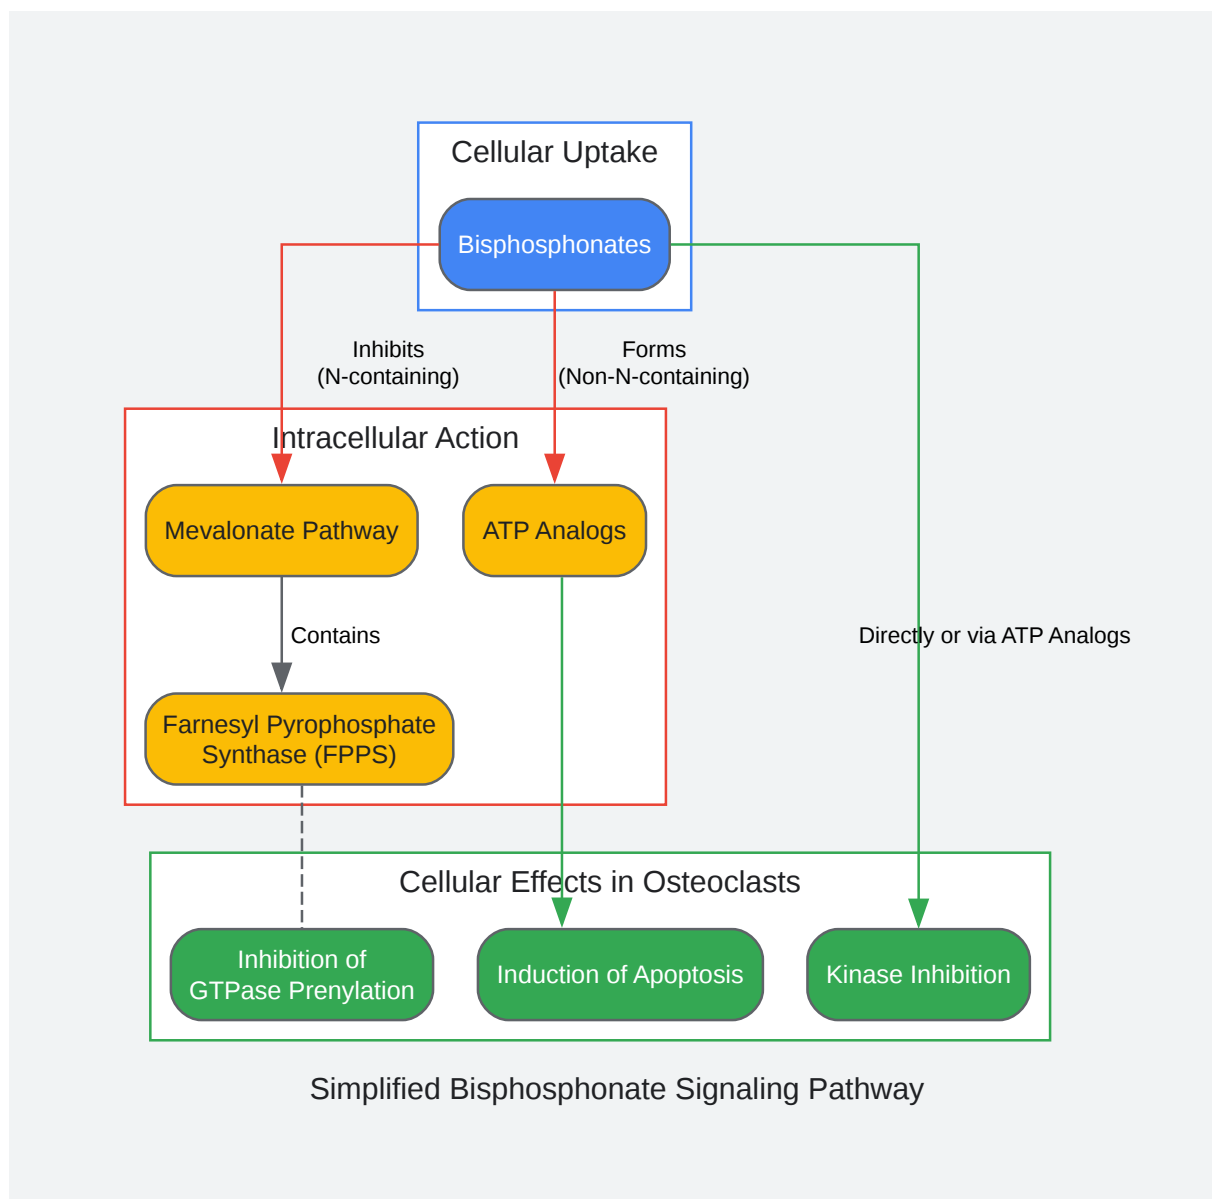 Cellular Uptake
Bisphosphonates
Inhibits
(N-containing)
Forms
(Non-N-containing)
Intracellular Action
Mevalonate Pathway
ATP Analogs
Contains
Directly or via ATP Analogs
Farnesyl Pyrophosphate
Synthase (FPPS)
Cellular Effects in Osteoclasts
Inhibition of
GTPase Prenylation
Induction of Apoptosis
Kinase Inhibition
Simplified Bisphosphonate Signaling Pathway